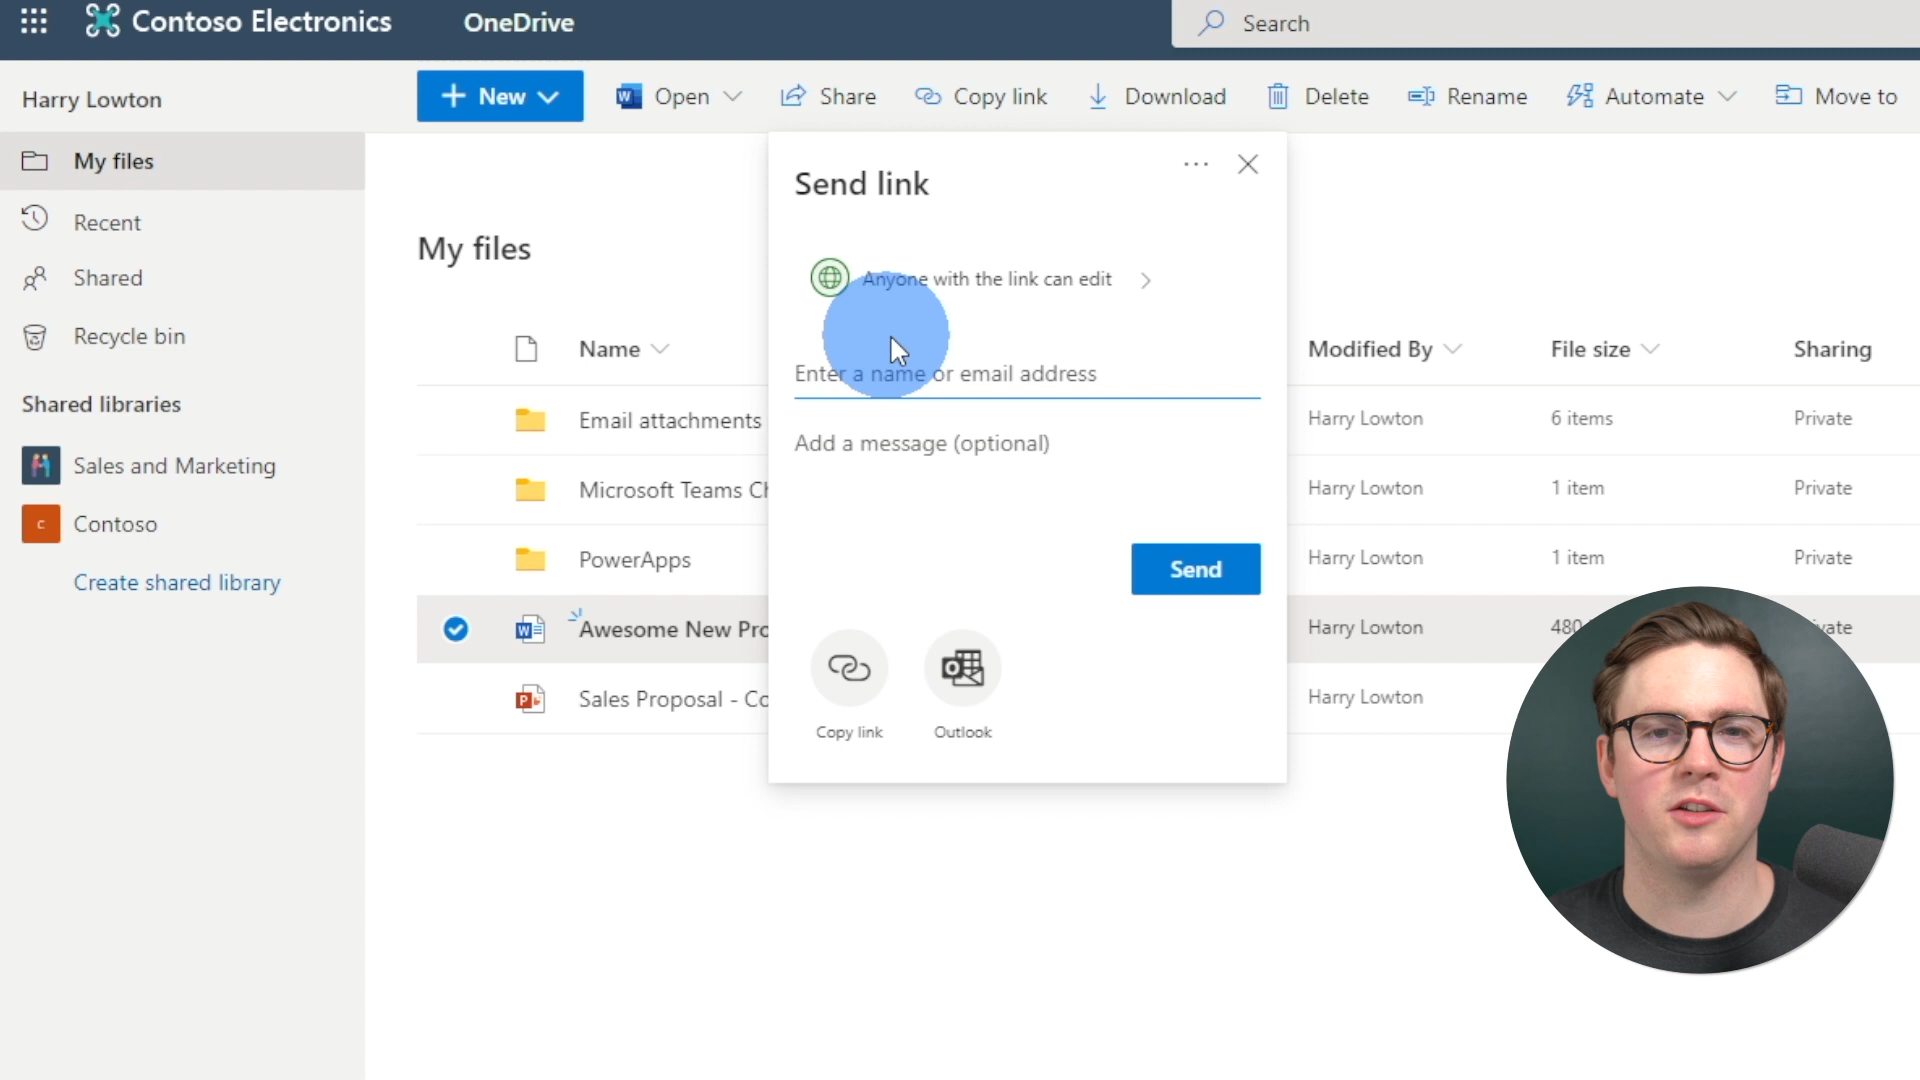 Contoso Electronics
OneDrive
Search
Harry Lowton
New
Open
Share
Copy link
Download
Delete
Rename
Automate
Move to
My files
Recent
Shared
Recycle bin
Shared libraries
Sales and Marketing
C
Contoso
Create shared library
My files
Name
Modified By
File size
Sharing
Email attachments
Harry Lowton
6 items
Private
Microsoft Teams Ch
Harry Lowton
1 item
Private
PowerApps
Harry Lowton
1 item
Private
W
Awesome New Pro
Harry Lowton
480
vate
P
Sales Proposal - Co
Harry Lowton
Send link
Anyone with the link can edit
Enter a name or email address
Add a message (optional)
Send
Copy link
Outlook